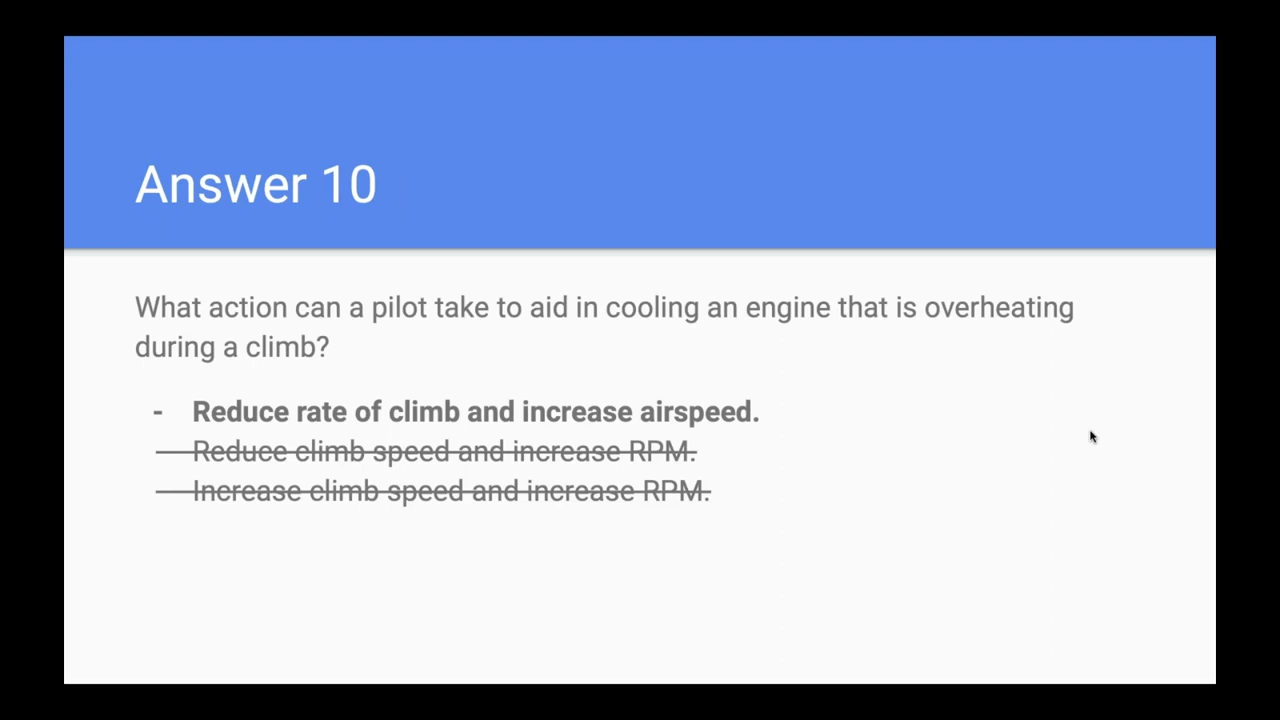 Answer 10
What action can a pilot take to aid in cooling an engine that is overheating
during a climb?
- Reduce rate of climb and increase airspeed.
- Reduce climb speed and increase RPM.
- Increase climb speed and increase RPM.